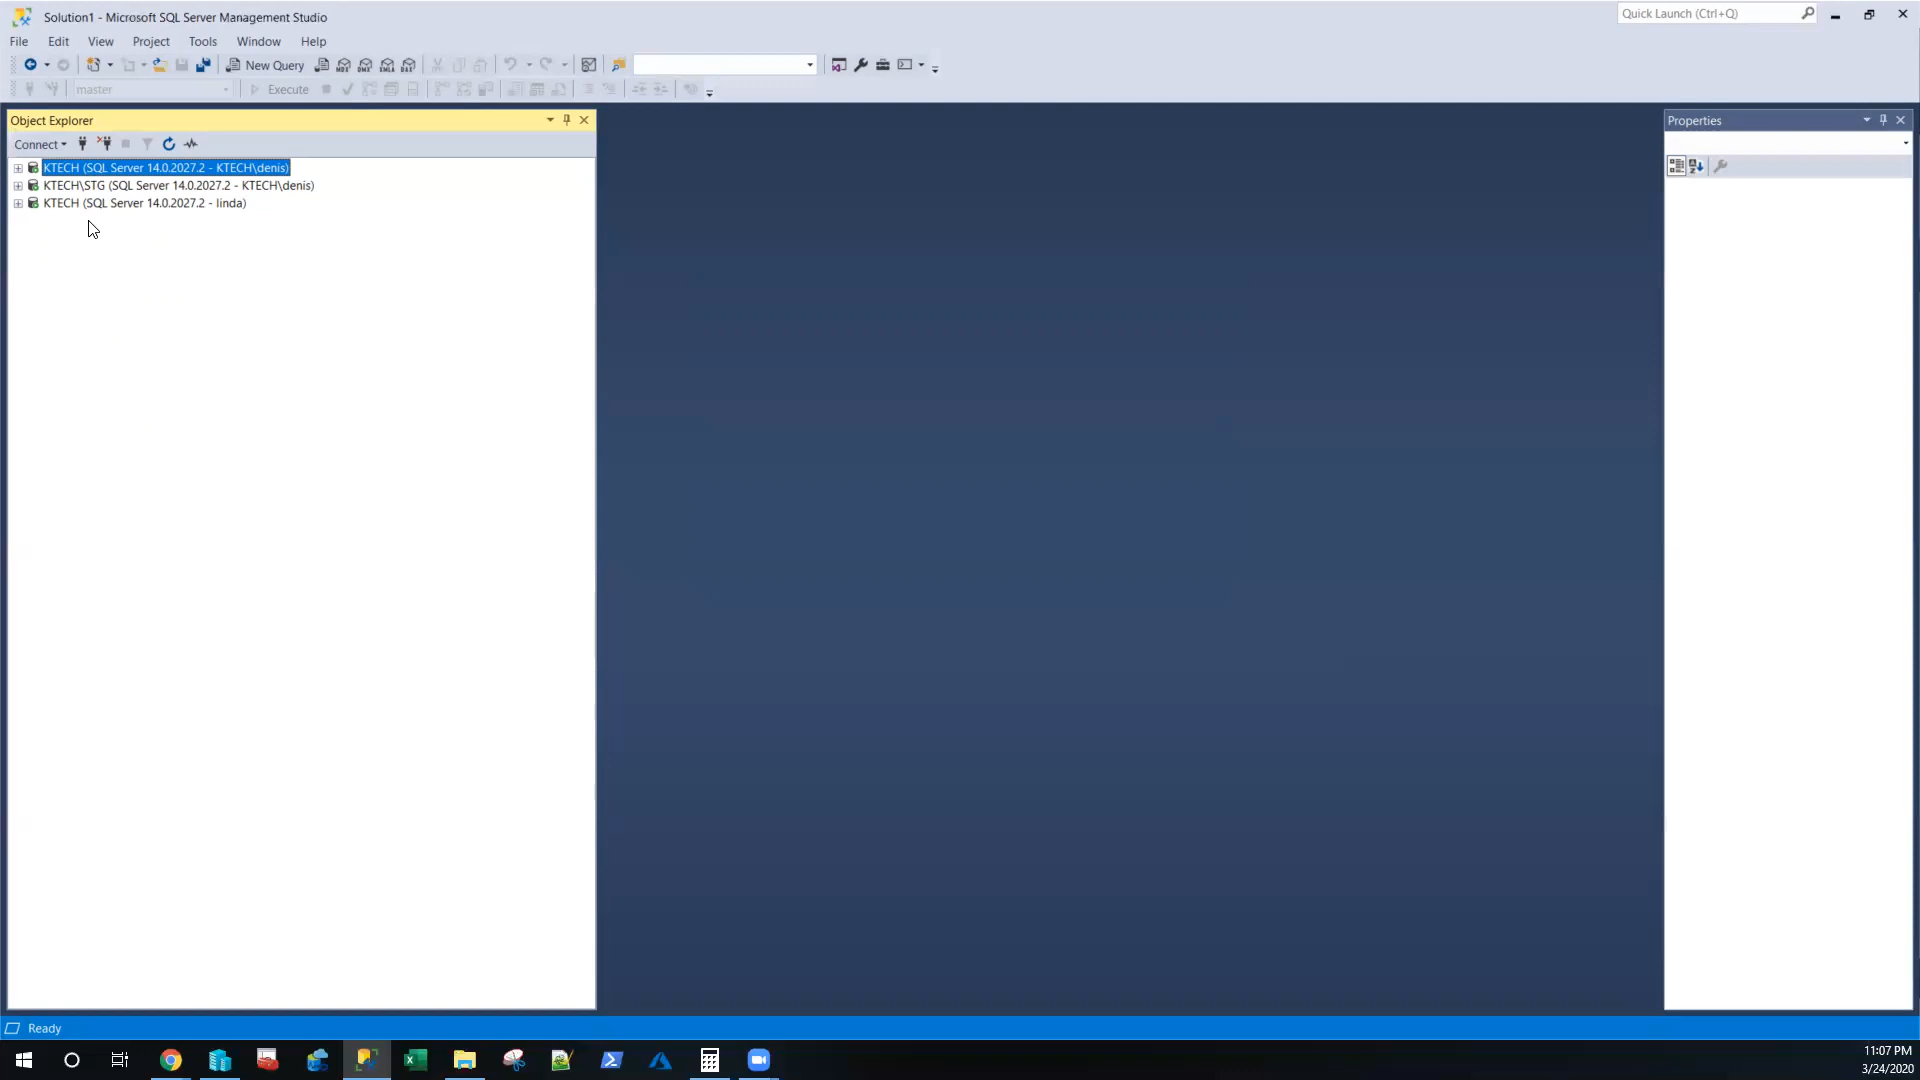 Solution1 - Microsoft SQL Server Management Studio
Quick Launch (Ctrl+Q)
File Edit View Project Tools Window Help
New Query
master Execute
Object Explorer
Properties
Connect
KTECH (SQL Server 14.0.2027.2 - KTECH\denis)
KTECH\STG (SQL Server 14.0.2027.2 - KTECH\denis)
KTECH (SQL Server 14.0.2027.2 - linda)
Ready
11:07 PM
3/24/2020